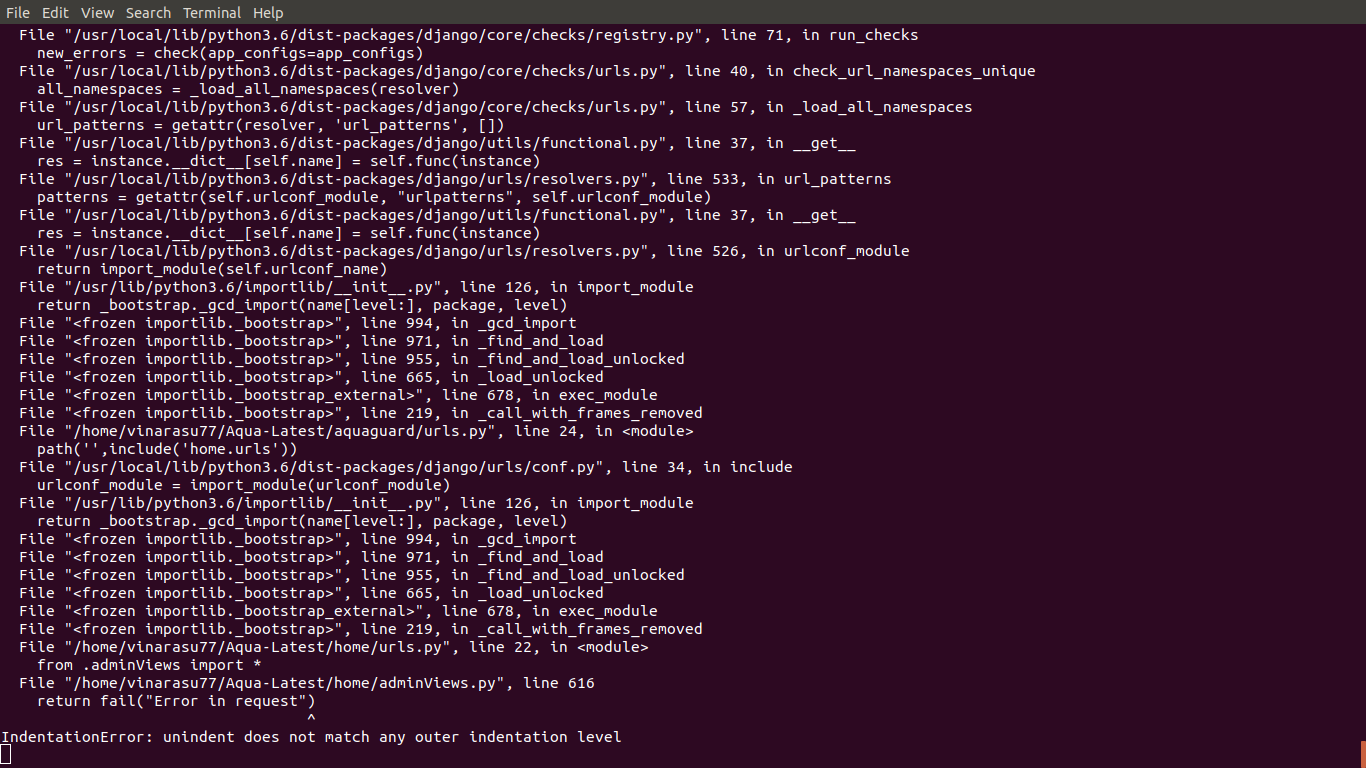 File Edit View Search Terminal Help
File "/usr/local/lib/python3.6/dist-packages/django/core/checks/registry.py", line 71, in run_checks
new_errors = check(app_configs=app_configs)
File "/usr/local/lib/python3.6/dist-packages/django/core/checks/urls.py", line 40, in check_url_namespaces_unique
all_namespaces = _load_all_namespaces(resolver)
File "/usr/local/lib/python3.6/dist-packages/django/core/checks/urls.py", line 57, in _load_all_namespaces
url_patterns = getattr(resolver, 'url_patterns', [])
File "/usr/local/lib/python3.6/dist-packages/django/utils/functional.py", line 37, in __get__
res = instance.__dict__[self.name] = self.func(instance)
File "/usr/local/lib/python3.6/dist-packages/django/urls/resolvers.py", line 533, in url_patterns
patterns = getattr(self.urlconf_module, "urlpatterns", self.urlconf_module)
File "/usr/local/lib/python3.6/dist-packages/django/utils/functional.py", line 37, in __get__
res = instance.__dict__[self.name] = self.func(instance)
File "/usr/local/lib/python3.6/dist-packages/django/urls/resolvers.py", line 526, in urlconf_module
return import_module(self.urlconf_name)
File "/usr/lib/python3.6/importlib/__init__.py", line 126, in import_module
return _bootstrap._gcd_import(name[level:], package, level)
File "<frozen importlib._bootstrap>", line 994, in _gcd_import
File "<frozen importlib._bootstrap>", line 971, in _find_and_load
File "<frozen importlib._bootstrap>", line 955, in _find_and_load_unlocked
File "<frozen importlib._bootstrap>", line 665, in _load_unlocked
File "<frozen importlib._bootstrap_external>", line 678, in exec_module
File "<frozen importlib._bootstrap>", line 219, in _call_with_frames_removed
File "/home/vinarasu77/Aqua-Latest/aquaguard/urls.py", line 24, in <module>
path('',include('home.urls'))
File "/usr/local/lib/python3.6/dist-packages/django/urls/conf.py", line 34, in include
urlconf_module = import_module(urlconf_module)
File "/usr/lib/python3.6/importlib/__init__.py", line 126, in import_module
return _bootstrap._gcd_import(name[level:], package, level)
File "<frozen importlib._bootstrap>", line 994, in _gcd_import
File "<frozen importlib._bootstrap>", line 971, in _find_and_load
File "<frozen importlib._bootstrap>", line 955, in _find_and_load_unlocked
File "<frozen importlib._bootstrap>", line 665, in _load_unlocked
File "<frozen importlib._bootstrap_external>", line 678, in exec_module
File "<frozen importlib._bootstrap>", line 219, in _call_with_frames_removed
File "/home/vinarasu77/Aqua-Latest/home/urls.py", line 22, in <module>
from .adminViews import *
File "/home/vinarasu77/Aqua-Latest/home/adminViews.py", line 616
return fail("Error in request")
^
IndentationError: unindent does not match any outer indentation level